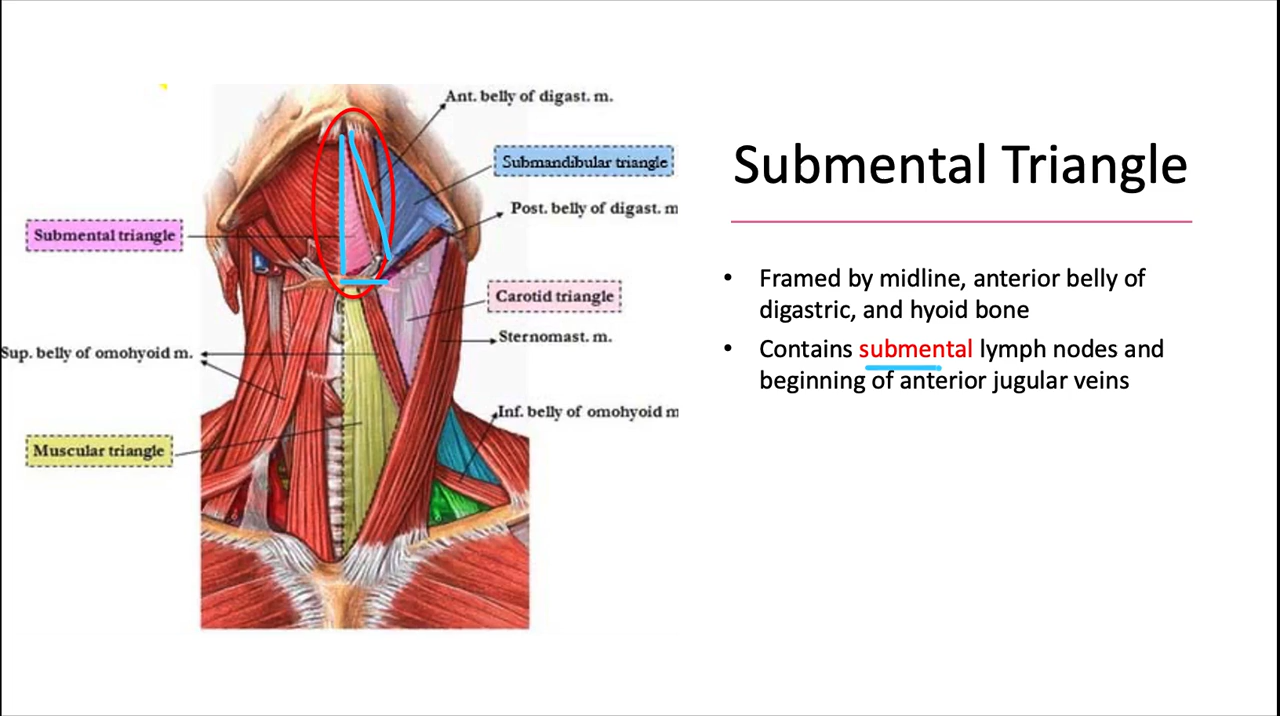 Ant. belly of digast. m.
Submandibular triangle
Post. belly of digast. m
Submental triangle
Carotid triangle
Sternomast. m.
Sup. belly of omohyoid m.
Inf. belly of omohyoid m
Muscular triangle
Submental Triangle
• Framed by midline, anterior belly of
digastric, and hyoid bone
• Contains submental lymph nodes and
beginning of anterior jugular veins